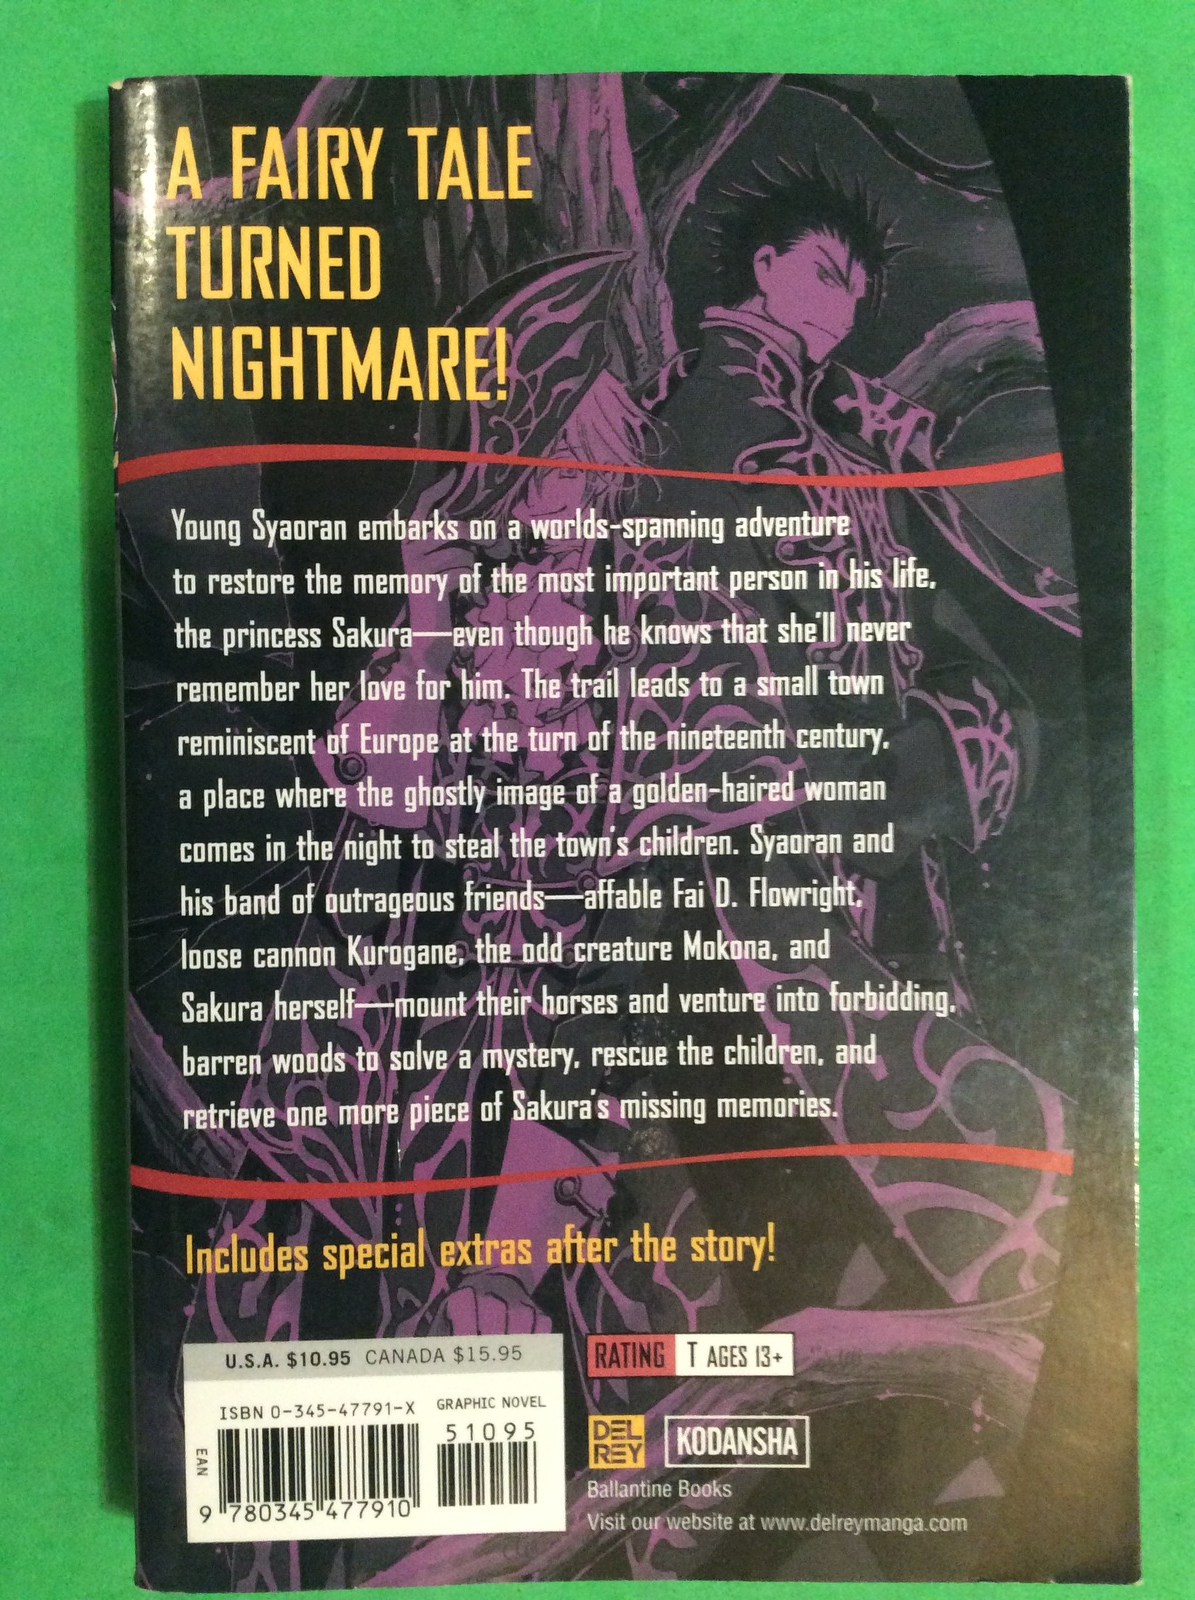 A FAIRY TALE
TURNED
NIGHTMARE!
Young Syaoran embarks on a worlds-spanning adventure
to restore the memory of the most important person in his life,
the princess Sakura—even though he knows that she'll never
remember her love for him. The trail leads to a small town
reminiscent of Europe at the turn of the nineteenth century,
a place where the ghostly image of a golden-haired woman
comes in the night to steal the town's children. Syaoran and
his band of outrageous friends—affable Fai D. Flowright,
loose cannon Kurogane, the odd creature Mokona, and
Sakura herself—mount their horses and venture into forbidding,
barren woods to solve a mystery, rescue the children, and
retrieve one more piece of Sakura's missing memories.
Includes special extras after the story!
U.S.A. $10.95 CANADA $15.95
ISBN 0-345-47791-X
GRAPHIC NOVEL
51095
EAN
9 780345 477910
RATING T AGES 13+
DEL
REY
KODANSHA
Ballantine Books
Visit our website at www.delreymanga.com